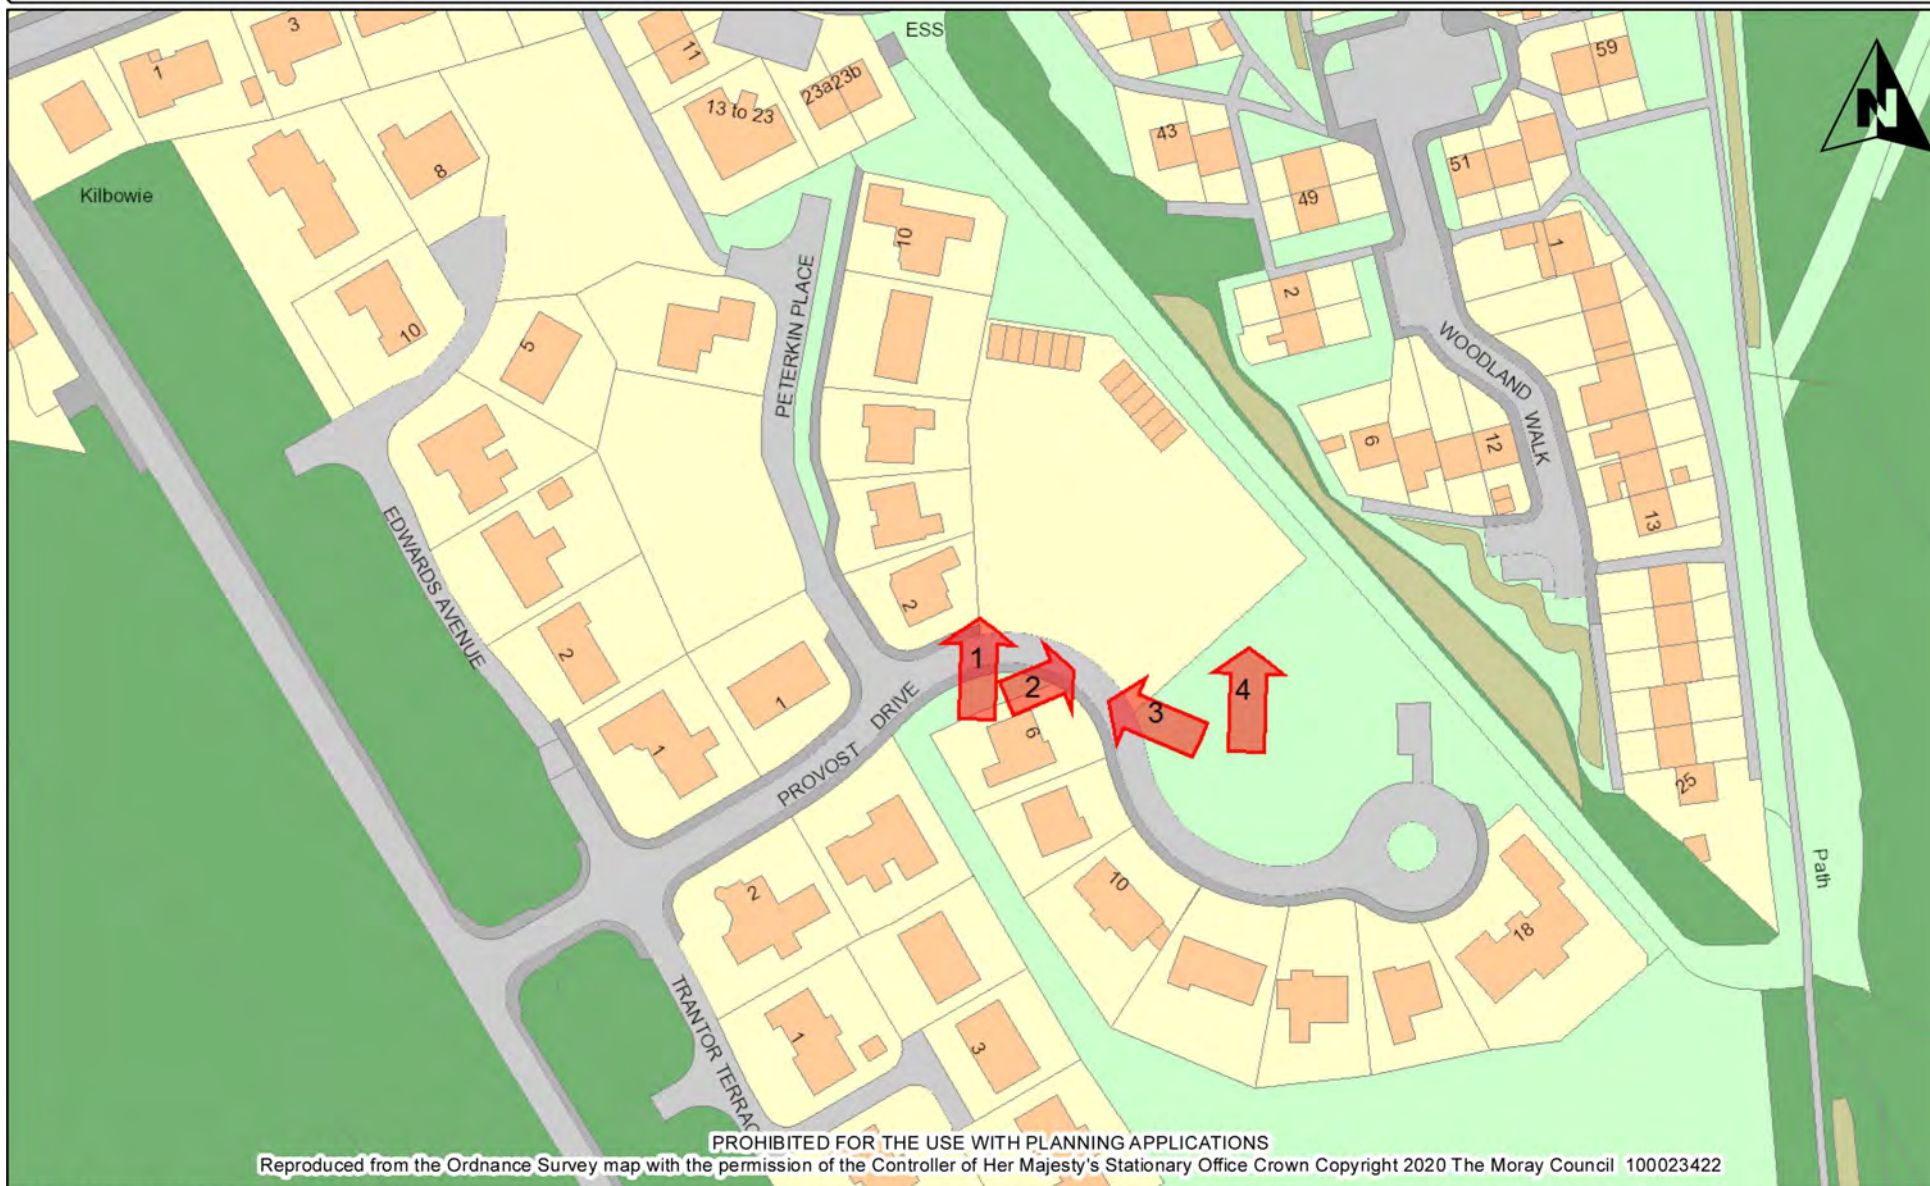 ESS
3
1
11
59
23a23b
13 to 23
N
43
8
51
Kilbowie
49
10
1
PETERKIN PLACE
2
10
5
WOODLAND WALK
6
12
13
EDWARDS AVENUE
2
2
1
2
3
4
1
6
1
PROVOST DRIVE
25
10
Path
2
18
TRANTOR TERRAC
1
3
PROHIBITED FOR THE USE WITH PLANNING APPLICATIONS
Reproduced from the Ordnance Survey map with the permission of the Controller of Her Majesty's Stationary Office Crown Copyright 2020 The Moray Council 100023422